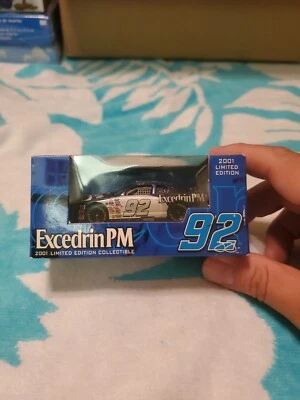 2001
LIMITED
EDITION
92
ExcedrinPM
ExcedrinPM
2001 LIMITED EDITION COLLECTIBLE
92